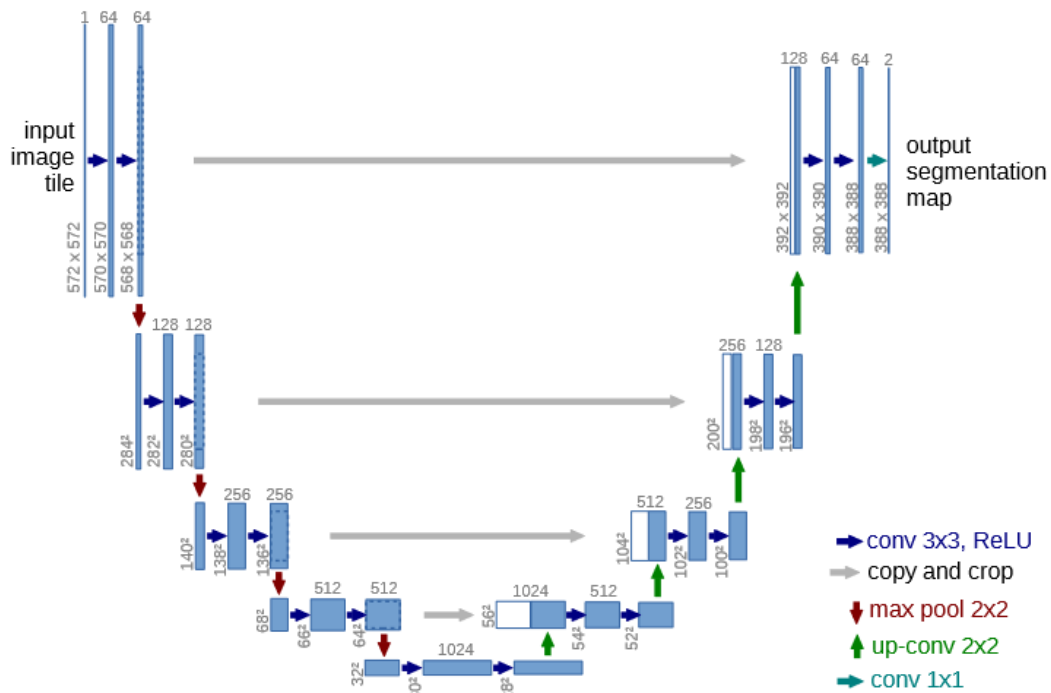 1 64 64
input
image
tile
572 x 572
570 x 570
568 x 568
128 64 64 2
output
segmentation
map
392 x 392
390 x 390
388 x 388
388 x 388
128 128
284²
282²
280²
256 128
200²
198²
196²
256 256
140²
138²
136²
512 256
104²
102²
100²
512 512
68²
66²
64²
1024 512
56²
54²
52²
1024
32²
conv 3x3, ReLU
copy and crop
max pool 2x2
up-conv 2x2
conv 1x1